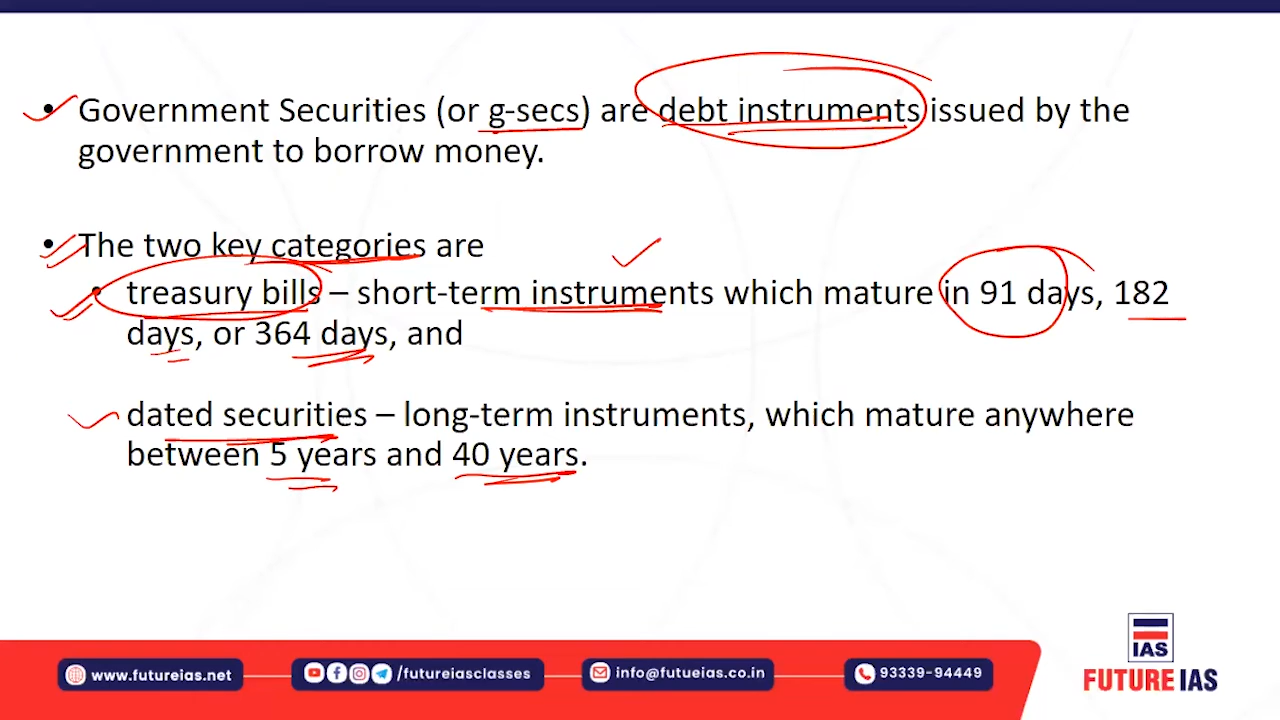 • Government Securities (or g-secs) are debt instruments issued by the
government to borrow money.
• The two key categories are
• treasury bills – short-term instruments which mature in 91 days, 182
days, or 364 days, and
dated securities – long-term instruments, which mature anywhere
between 5 years and 40 years.
www.futureias.net
/futureiasclasses
info@futueias.co.in
93339-94449
IAS
FUTURE IAS